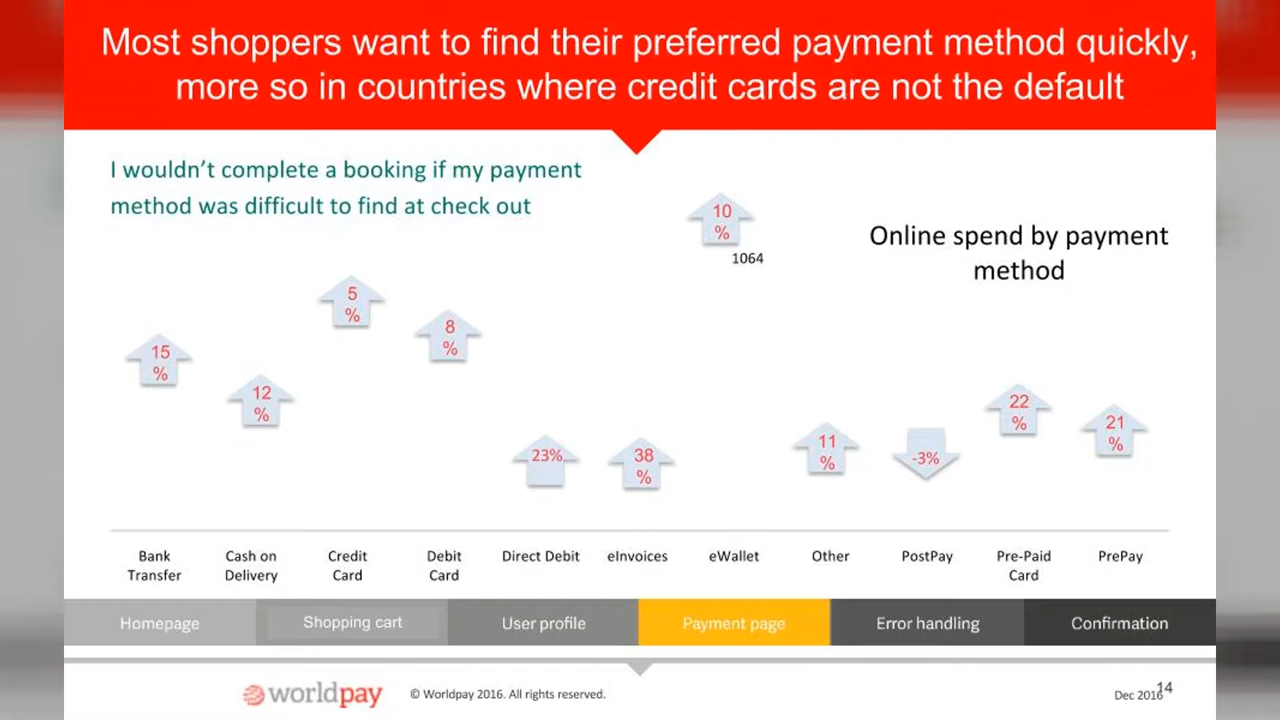 Most shoppers want to find their preferred payment method quickly,
more so in countries where credit cards are not the default
I wouldn't complete a booking if my payment
method was difficult to find at check out
Online spend by payment
method
10
%
1064
5
%
8
%
15
%
12
%
23%
38
%
11
%
-3%
22
%
21
%
Bank
Transfer
Cash on
Delivery
Credit
Card
Debit
Card
Direct Debit
eInvoices
eWallet
Other
PostPay
Pre-Paid
Card
PrePay
Homepage
Shopping cart
User profile
Payment page
Error handling
Confirmation
worldpay
© Worldpay 2016. All rights reserved.
Dec 2016
14